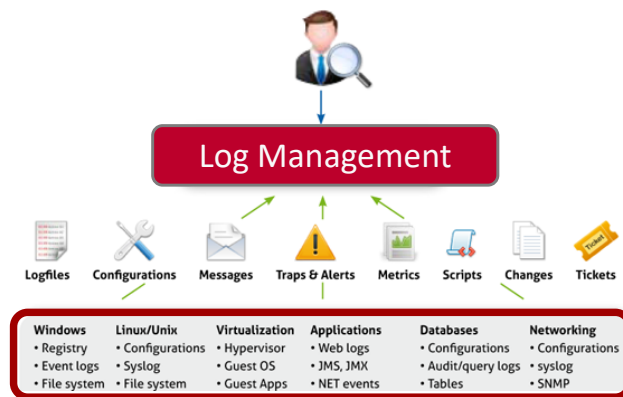 Log Management
Logfiles Configurations Messages Traps & Alerts Metrics Scripts Changes Tickets
Ticket
Windows Linux/Unix Virtualization Applications Databases Networking
• Registry • Configurations • Hypervisor • Web logs • Configurations • Configurations
• Event logs • Syslog • Guest OS • JMS, JMX • Audit/query logs • syslog
• File system • File system • Guest Apps • NET events • Tables • SNMP